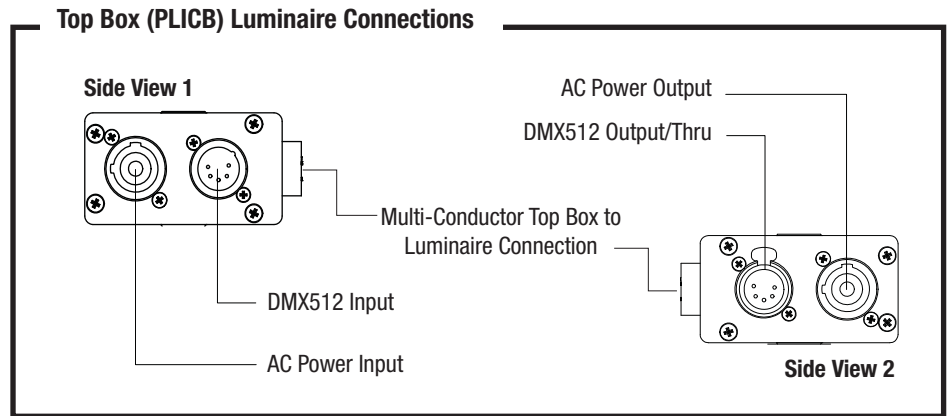 Top Box (PLICB) Luminaire Connections
Side View 1
AC Power Output
DMX512 Output/Thru
Multi-Conductor Top Box to
Luminaire Connection
DMX512 Input
AC Power Input
Side View 2